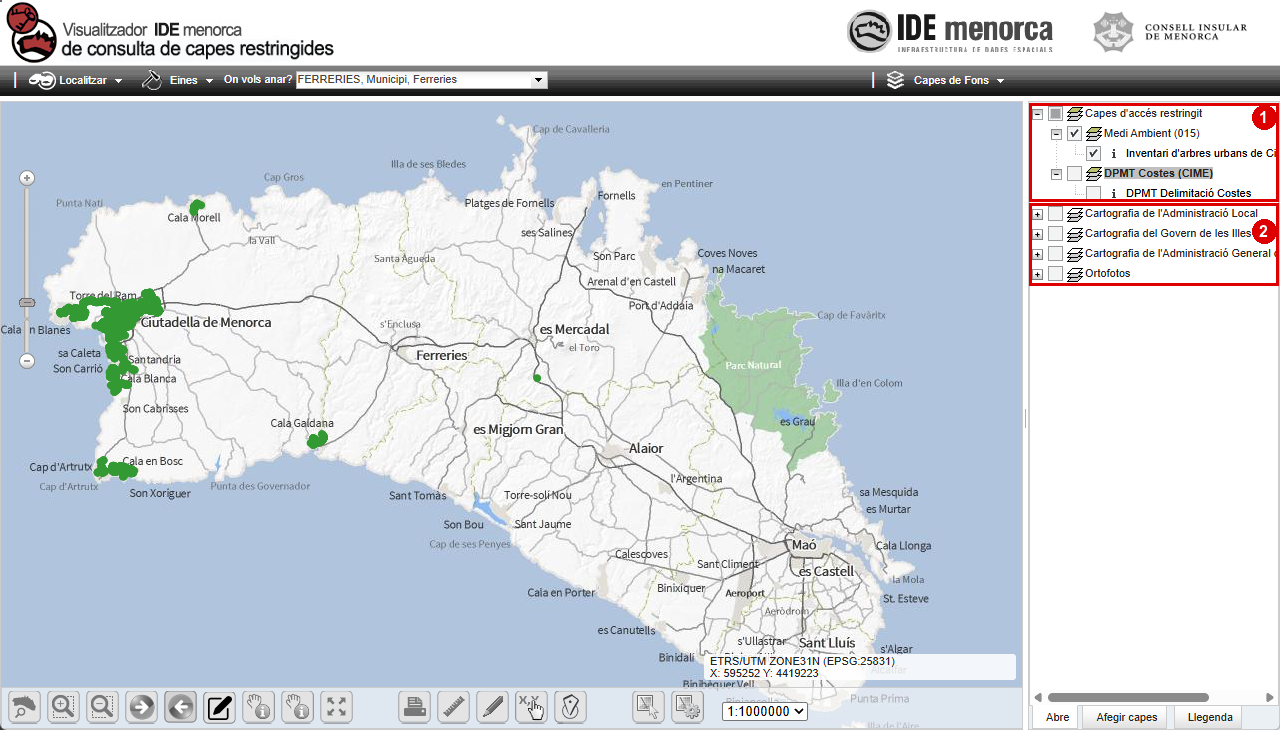 Visualitzador IDE menorca
de consulta de capes restringides
IDE menorca
INFRAESTRUCTURA DE DADES ESPACIALS
CONSELL INSULAR
DE MENORCA
Localitzar
Eines
On vols anar?
FERRERIES, Municipi, Ferreries
Capes de Fons
Capes d'accés restringit
1
Medi Ambient (015)
Inventari d'arbres urbans de Ci
DPMT Costes (CIME)
DPMT Delimitació Costes
Cartografia de l'Administració Local
2
Cartografia del Govern de les Illes
Cartografia de l'Administració General
Ortofotos
Cap de Cavalleria
Illa de ses Bledes
Cap Gros
en Pentiner
Punta Nati
Platges de Fornells
Fornells
Cala Morell
ses Salines
la Vall
Santa Àgueda
Son Parc
Coves Noves
na Macaret
Arenal d'en Castell
Torre del Ram
Port d'Addaia
Cala en Blanes
Ciutadella de Menorca
s'Enclusa
es Mercadal
Cap de Favàritx
el Toro
sa Caleta
Santandria
Ferreries
Son Carrió
Parc Natural
Cala Blanca
Illa d'en Colom
Son Cabrisses
Cala Galdana
es Migjorn Gran
es Grau
Alaior
Cap d'Artrutx
Cala en Bosc
l'Argentina
Cap d'Artrutx
Son Xoriguer
Punta des Governador
Sant Tomàs
Torre-soli Nou
sa Mesquida
es Murtar
Son Bou
Sant Jaume
Cap de ses Penyes
Calescoves
Maó
Cala Llonga
Sant Climent
es Castell
la Mola
Cala en Porter
Binixiquer
Aeroport
St. Esteve
Aeròdrom
es Canutells
s'Ullastrar
Sant Lluís
s'Algar
Binidalí
ETRS/UTM ZONE31N (EPSG:25831)
X: 595252 Y: 4419223
Alcaifar
Binibèquer Vell
Binissafúller
Punta Prima
Illa de l'Aire
X,Y
1:1000000
Abre
Afegir capes
Llegenda